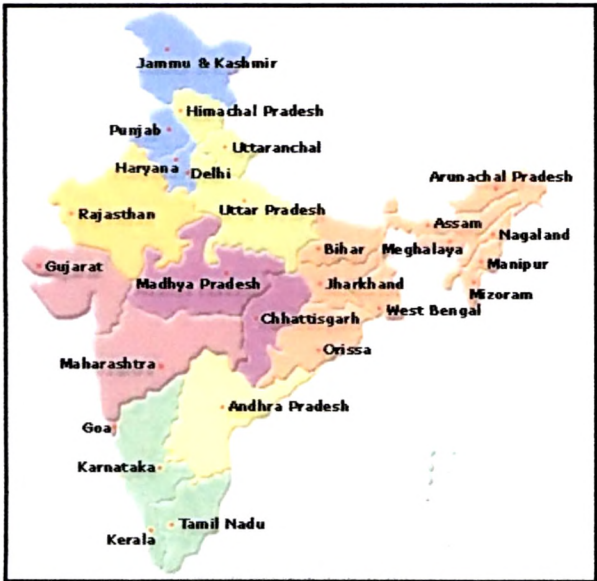 Jammu & Kashmir
Himachal Pradesh
Punjab
Uttaranchal
Haryana
Delhi
Arunachal Pradesh
Rajasthan
Uttar Pradesh
Assam
Nagaland
Bihar
Meghalaya
Gujarat
Manipur
Madhya Pradesh
Jharkhand
Mizoram
West Bengal
Chhattisgarh
Orissa
Maharashtra
Andhra Pradesh
Goa
Karnataka
Tamil Nadu
Kerala